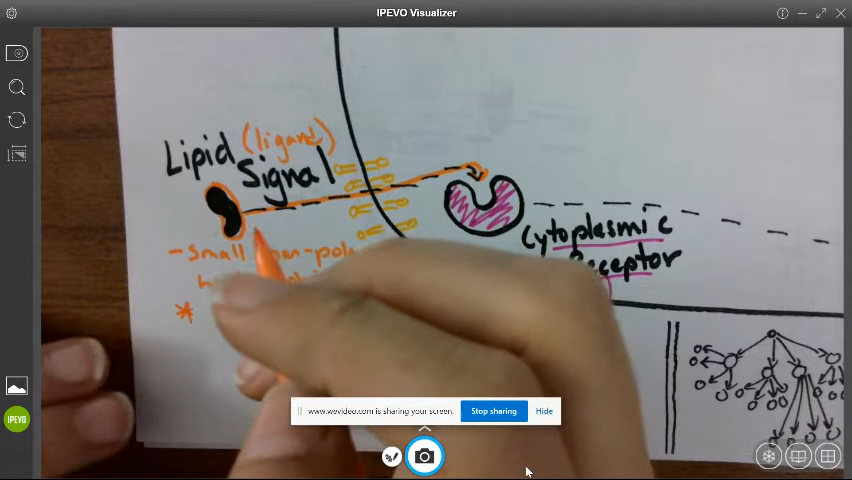 IPEVO Visualizer
Lipid (ligand)
Signal
- Small
Cytoplasmic
Receptor
*
www.wevideo.com is sharing your screen.
Stop sharing
Hide
IPEVO